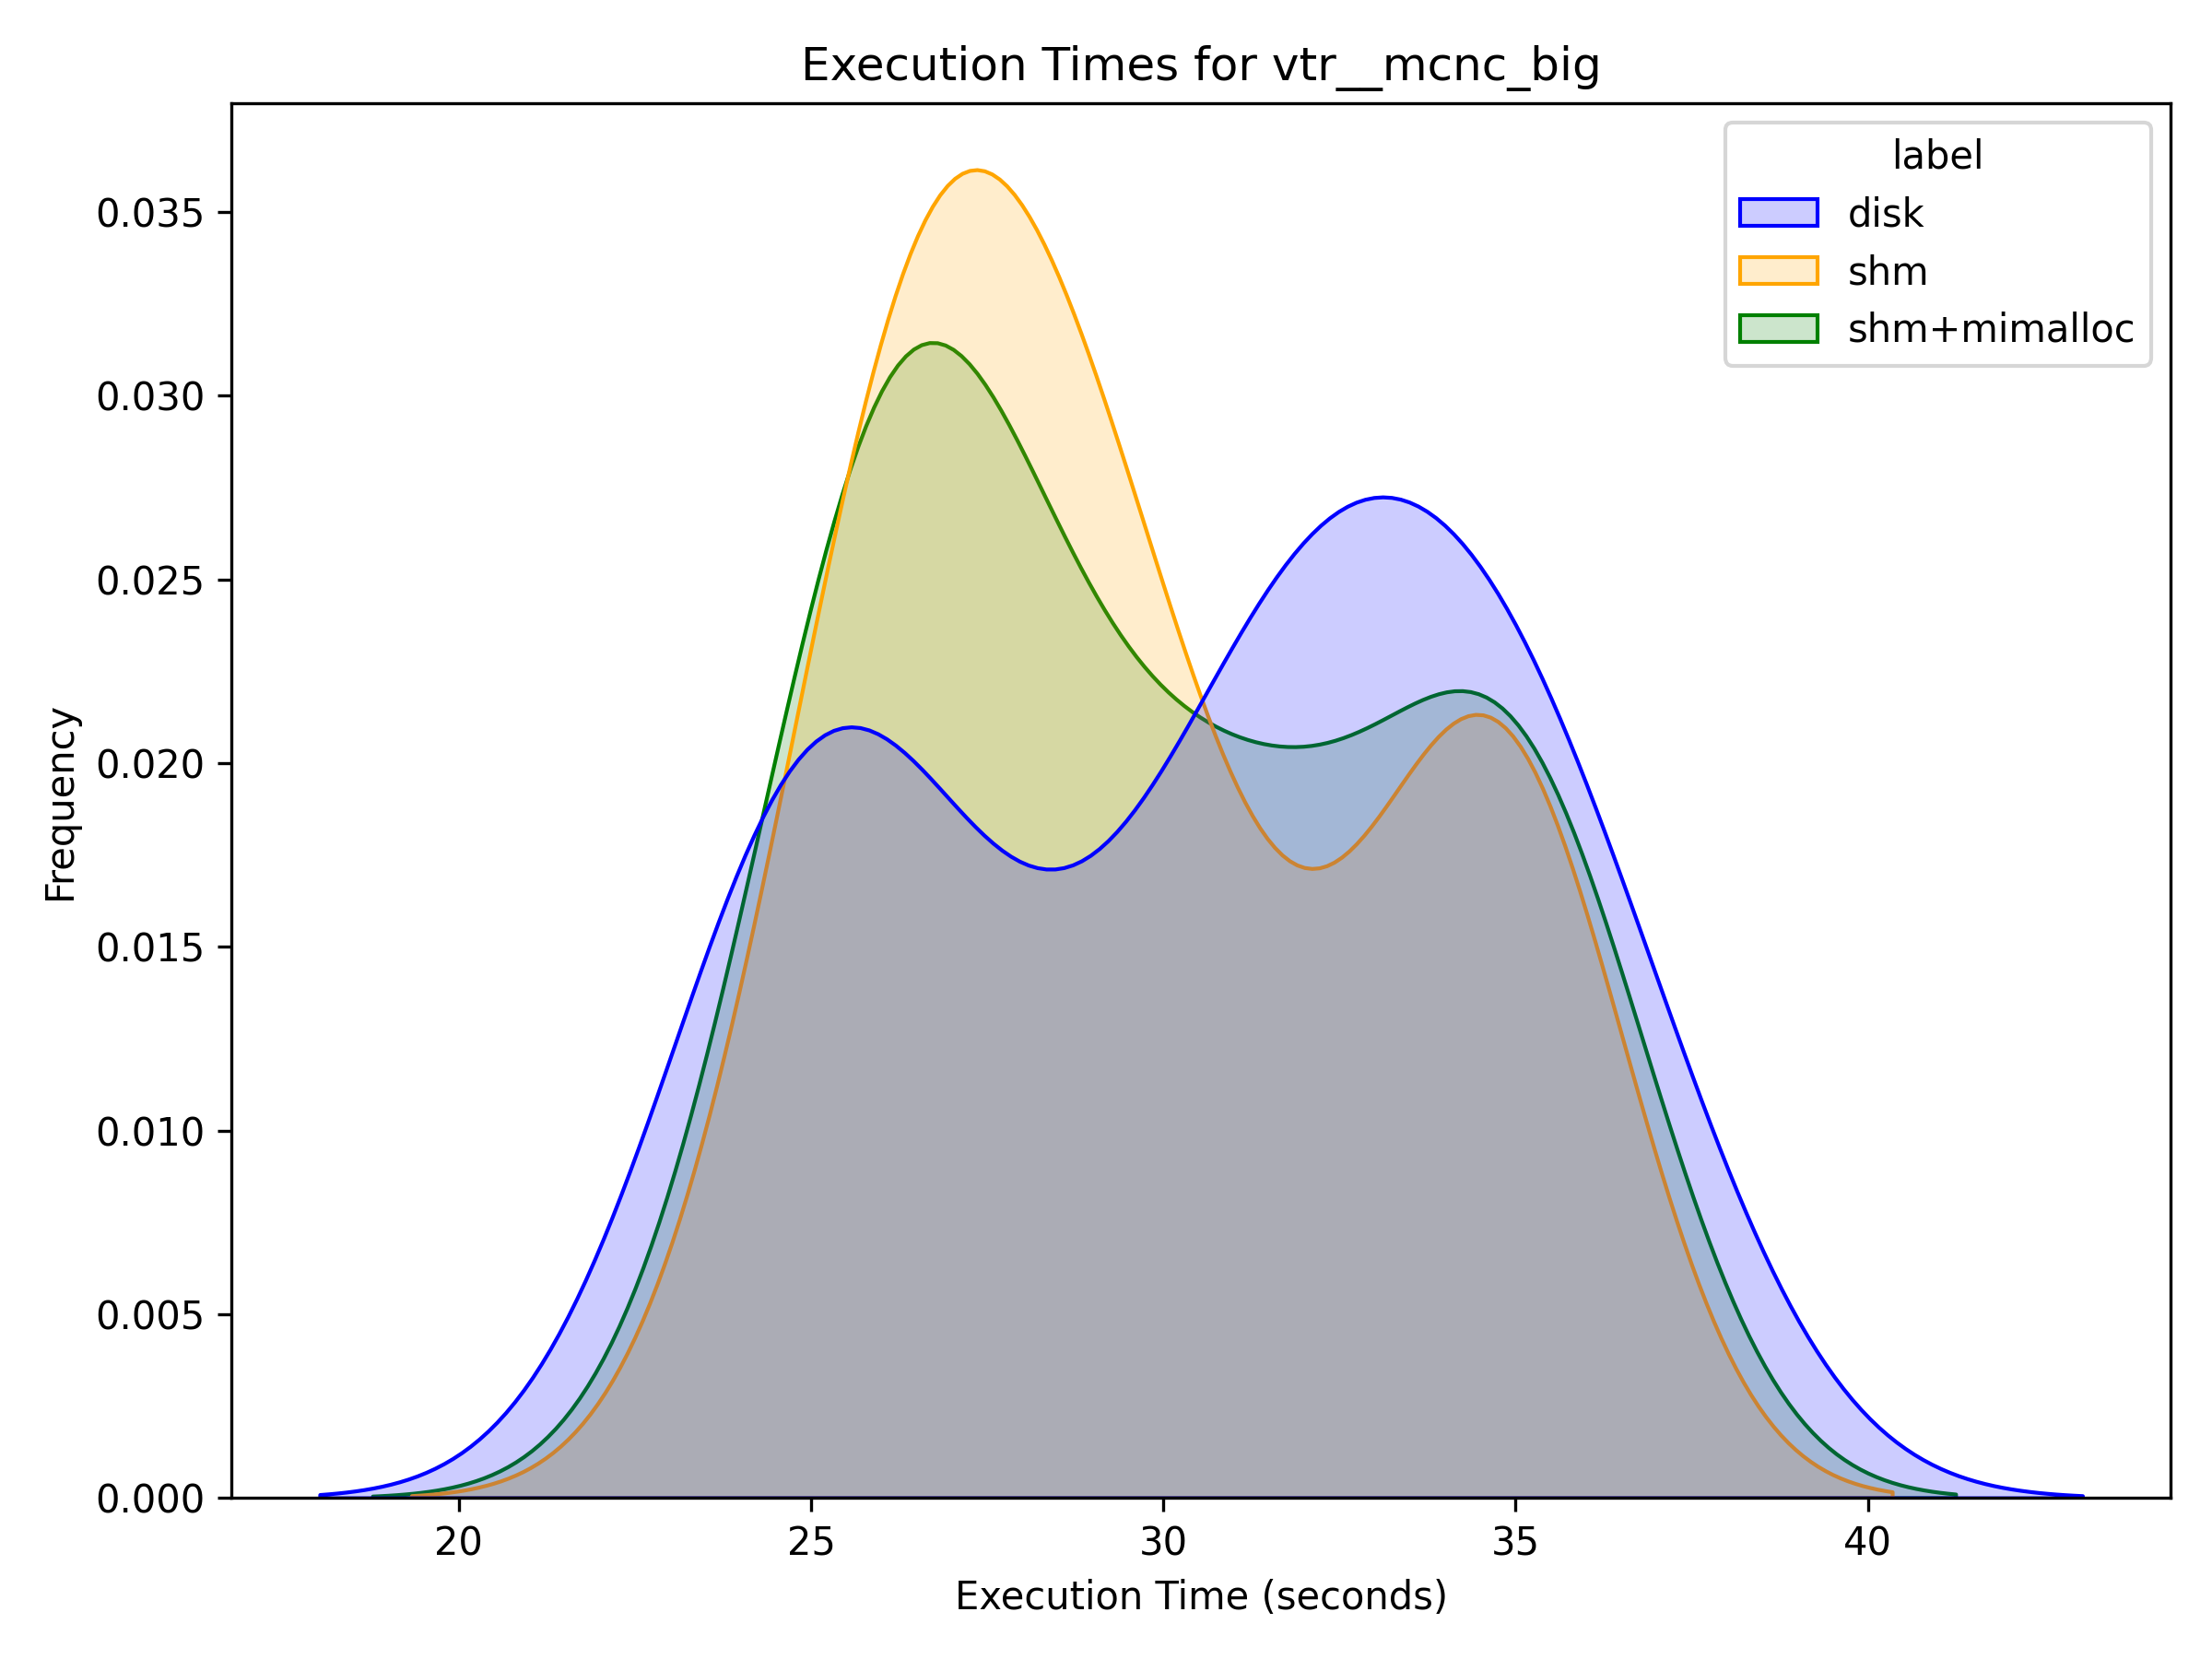 Execution Times for vtr__mcnc_big
label
disk
shm
shm+mimalloc
0.035
0.030
0.025
0.020
0.015
0.010
0.005
0.000
Frequency
20 25 30 35 40
Execution Time (seconds)